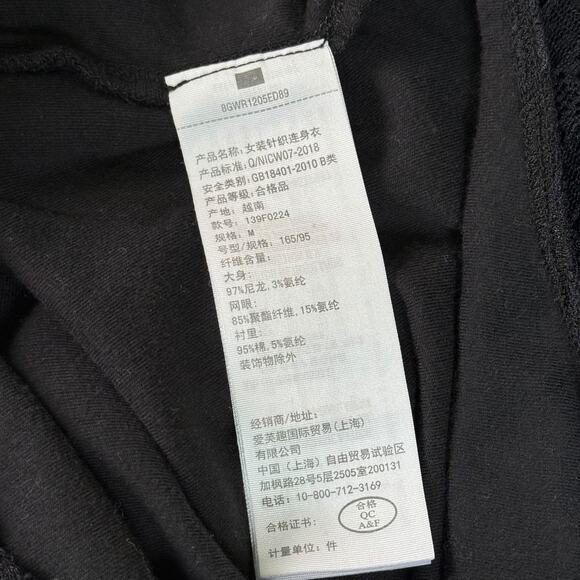 8GWR1205ED89
产品名称: 女装针织连身衣
产品标准: Q/NICW07-2018
安全类别: GB18401-2010 B类
产品等级: 合格品
产地: 越南
款号: 139F0224
规格: M
号型/规格: 165/95
纤维含量:
大身:
97%尼龙, 3%氨纶
网眼:
85%聚酯纤维, 15%氨纶
衬里:
95%棉, 5%氨纶
装饰物除外
经销商/地址:
爱芙趣国际贸易(上海)
有限公司
中国（上海）自由贸易试验区
加枫路28号5层2505室200131
电话: 10-800-712-3169
合格证书:
合格
QC
A&F
计量单位: 件